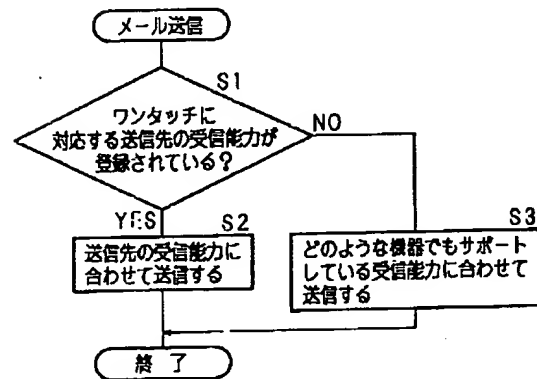 メール送信
S1
ワンタッチに
対応する送信先の受信能力が
登録されている?
NO
YES
S2
送信先の受信能力に
合わせて送信する
S3
どのような機器でもサポート
している受信能力に合わせて
送信する
終了